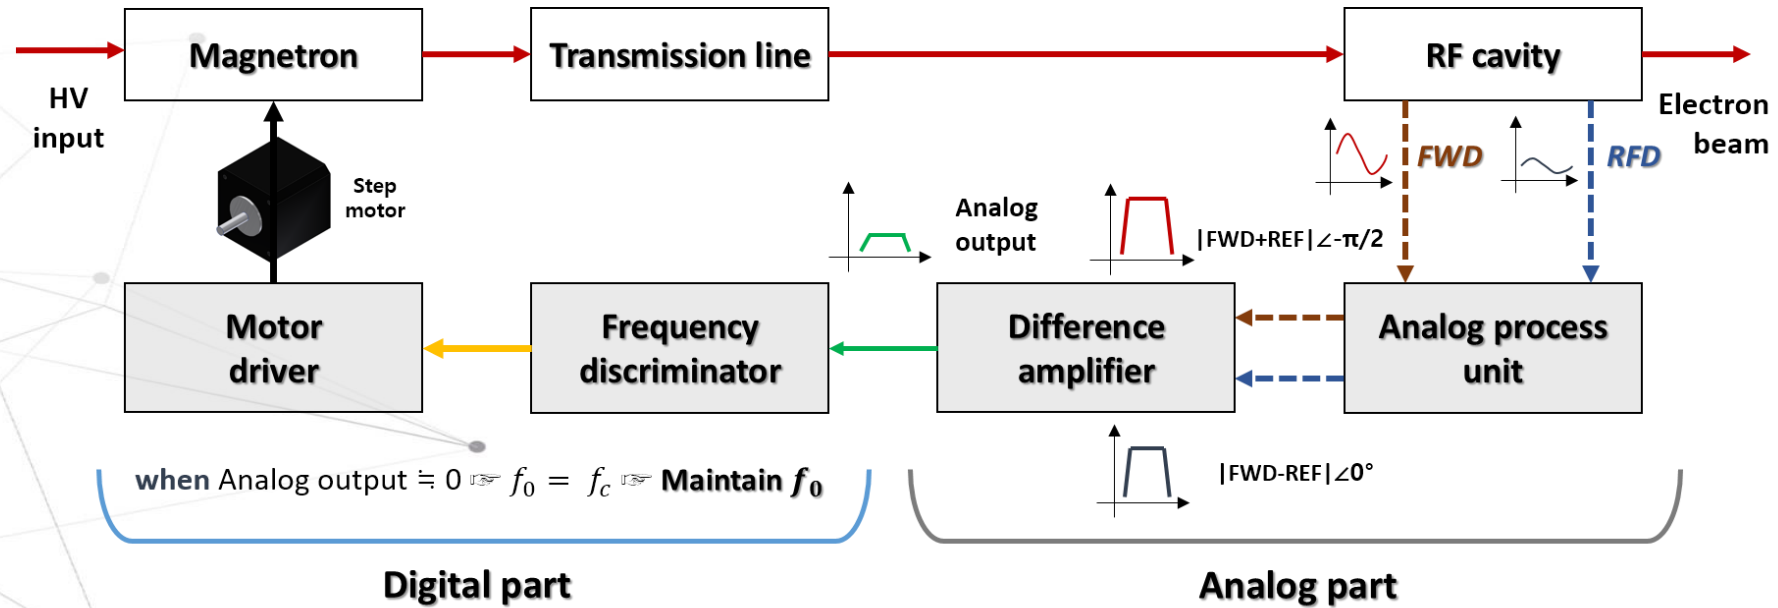 Magnetron
Transmission line
RF cavity
HV
input
Electron
beam
FWD
RFD
Step
motor
Analog
output
|FWD+REF|∠-π/2
Motor
driver
Frequency
discriminator
Difference
amplifier
Analog process
unit
when Analog output ≒ 0 ☞ f₀ = f_c ☞ Maintain f₀
|FWD-REF|∠0°
Digital part
Analog part